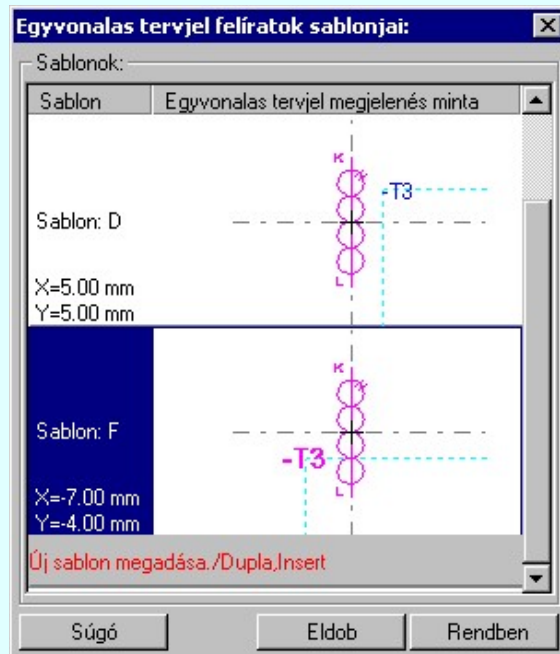 Egyvonalas tervjel felíratok sablonjai:
Sablonok:
Sablon Egyvonalas tervjel megjelenés minta
K
-T3
Sablon: D
L
X=5.00 mm
Y=5.00 mm
K
Sablon: F
-T3
L
X=-7.00 mm
Y=-4.00 mm
Új sablon megadása./Dupla,Insert
Súgó Eldob Rendben